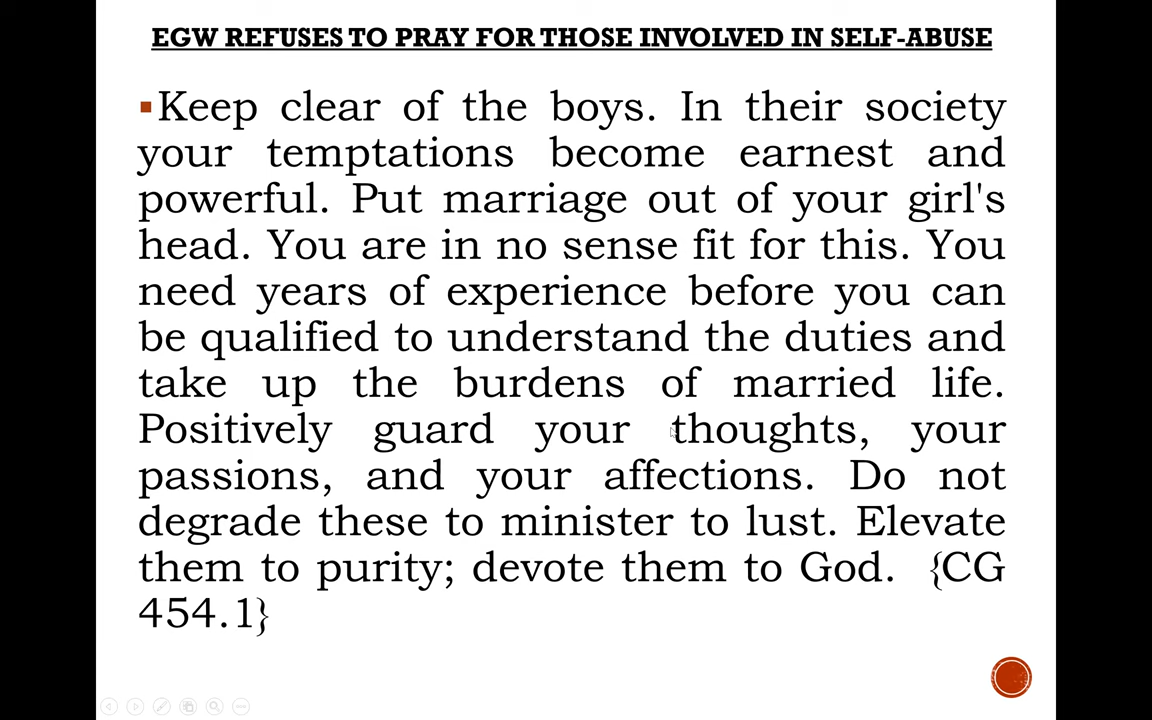 EGW REFUSES TO PRAY FOR THOSE INVOLVED IN SELF-ABUSE
▪Keep clear of the boys. In their society
your temptations become earnest and
powerful. Put marriage out of your girl's
head. You are in no sense fit for this. You
need years of experience before you can
be qualified to understand the duties and
take up the burdens of married life.
Positively guard your thoughts, your
passions, and your affections. Do not
degrade these to minister to lust. Elevate
them to purity; devote them to God. {CG
454.1}